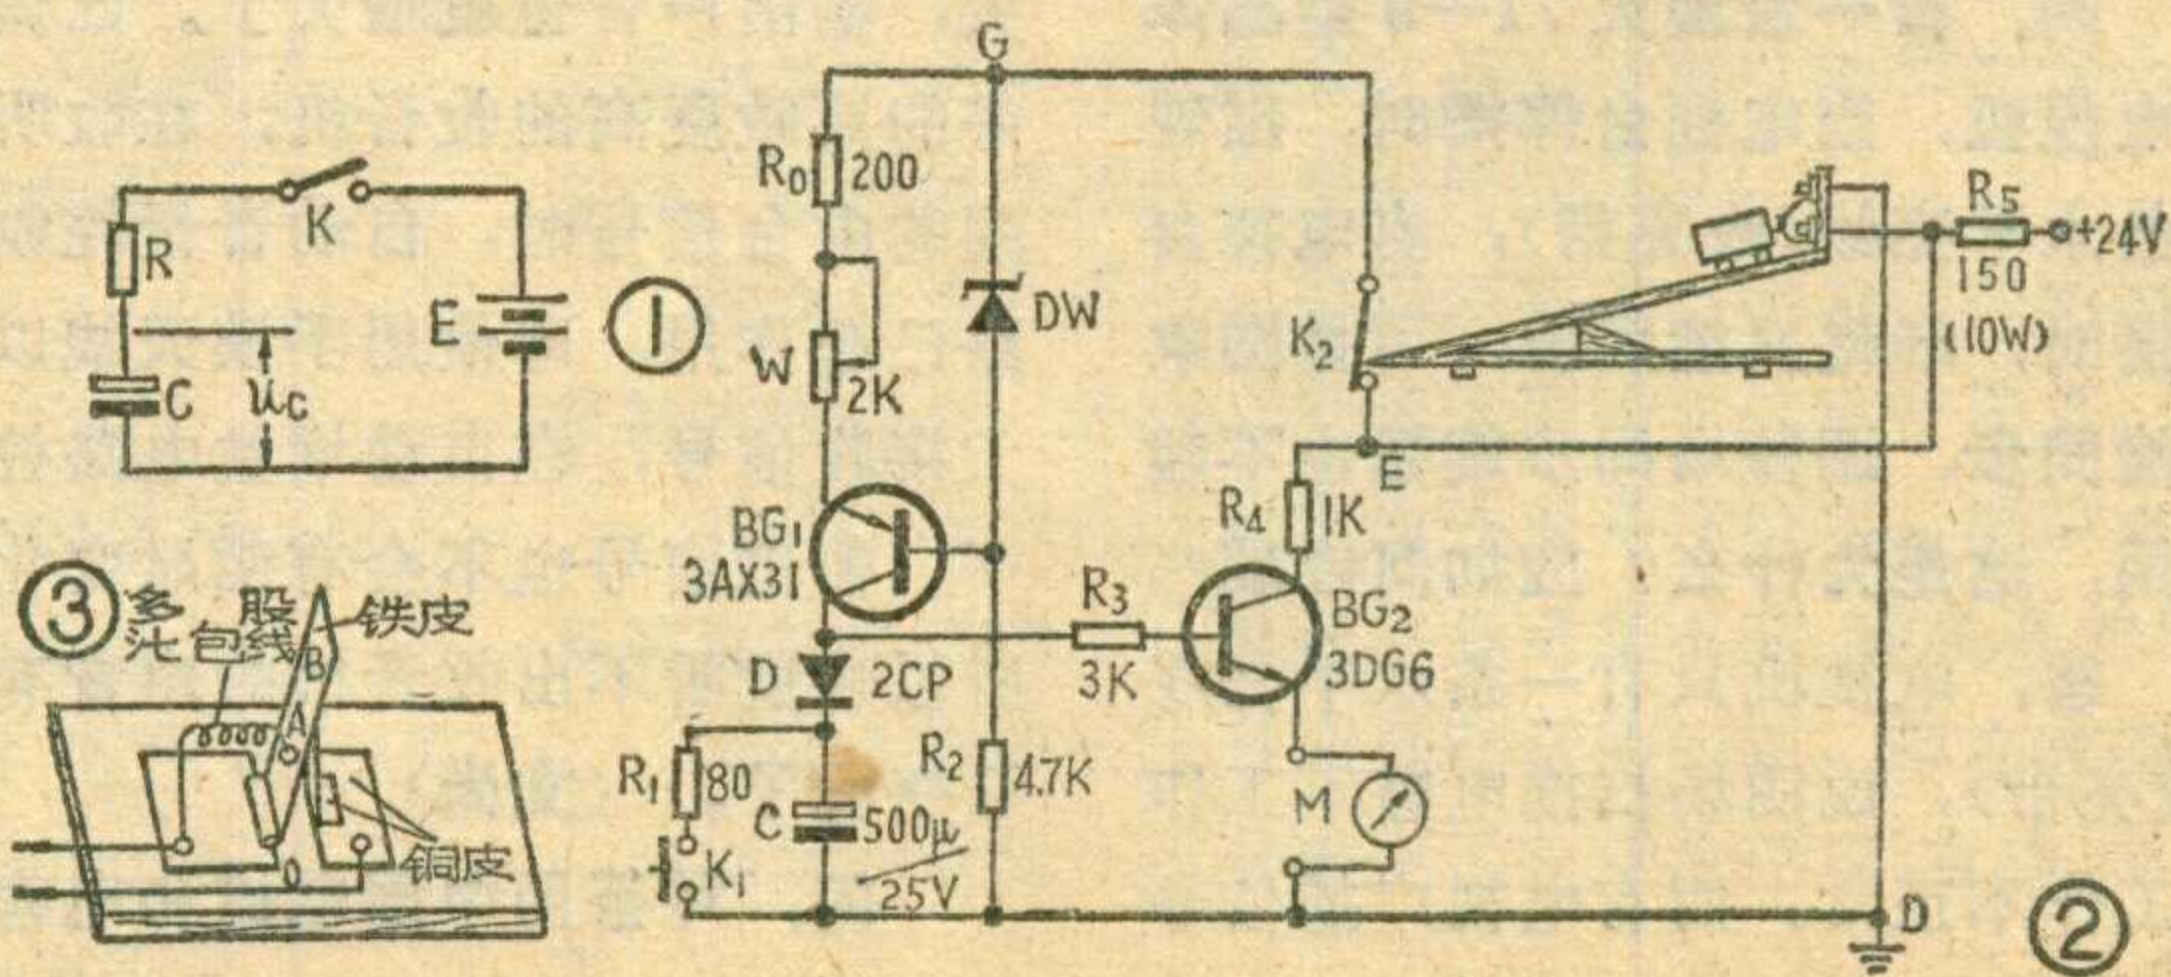 K
R
C
uc
E
①
③
多股
沘包线
铁皮
B
A
O
铜皮
G
R0 200
W 2K
DW
BG1
3AX31
D 2CP
R1 80
K1
C 500μ
25V
R2 4.7K
R3
3K
R4 1K
BG2
3DG6
M
K2
E
R5
150
(10W)
+24V
D
②